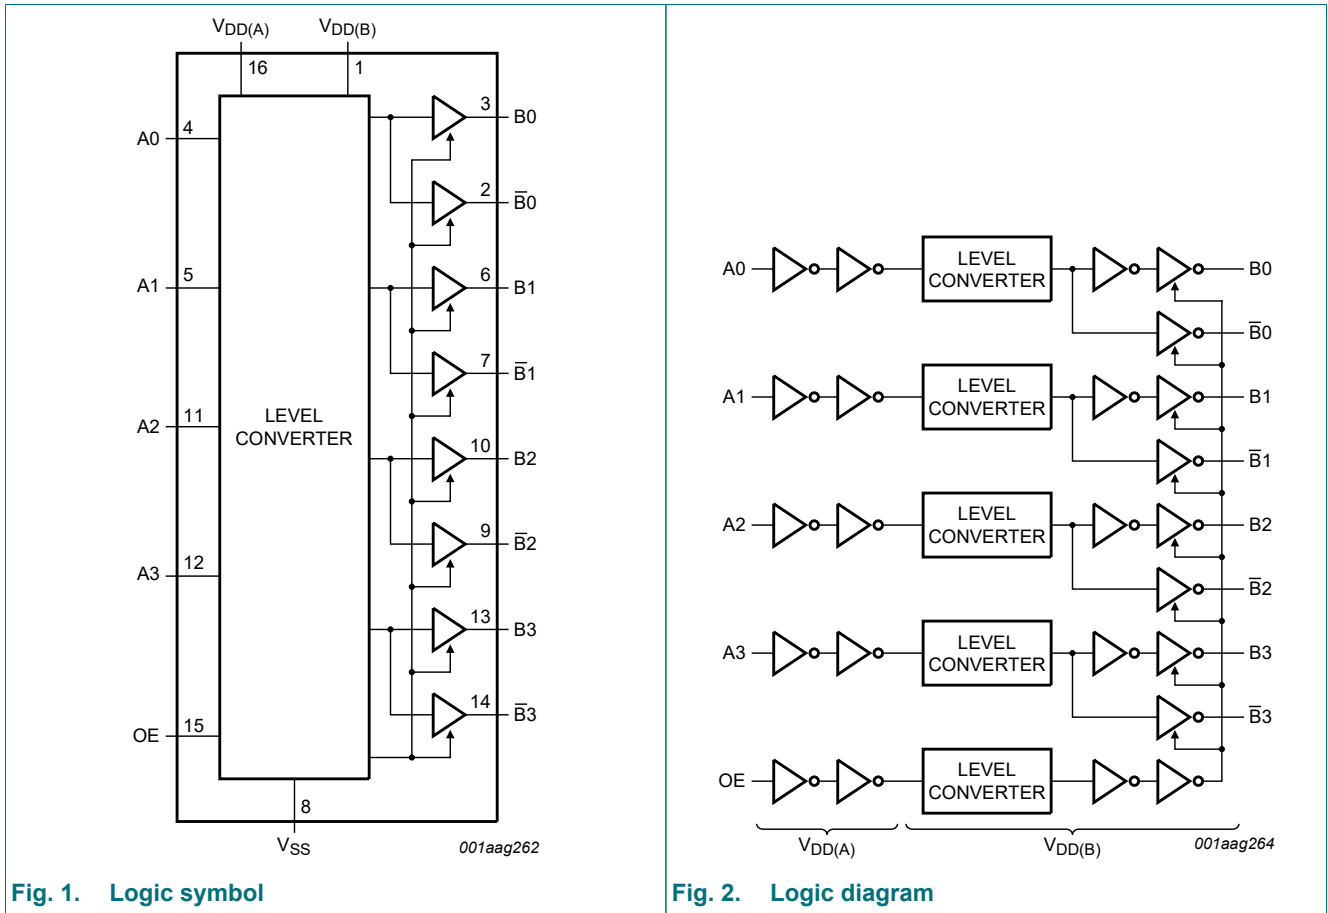 VDD(A) VDD(B)
16 1
3 B0
A0 4
2 B̅0
A1 5
6 B1
7 B̅1
A2 11
LEVEL
CONVERTER
10 B2
9 B̅2
A3 12
13 B3
14 B̅3
OE 15
8
VSS
001aag262
Fig. 1. Logic symbol
A0 LEVEL
CONVERTER B0
B̅0
A1 LEVEL
CONVERTER B1
B̅1
A2 LEVEL
CONVERTER B2
B̅2
A3 LEVEL
CONVERTER B3
B̅3
OE LEVEL
CONVERTER
VDD(A) VDD(B)
001aag264
Fig. 2. Logic diagram